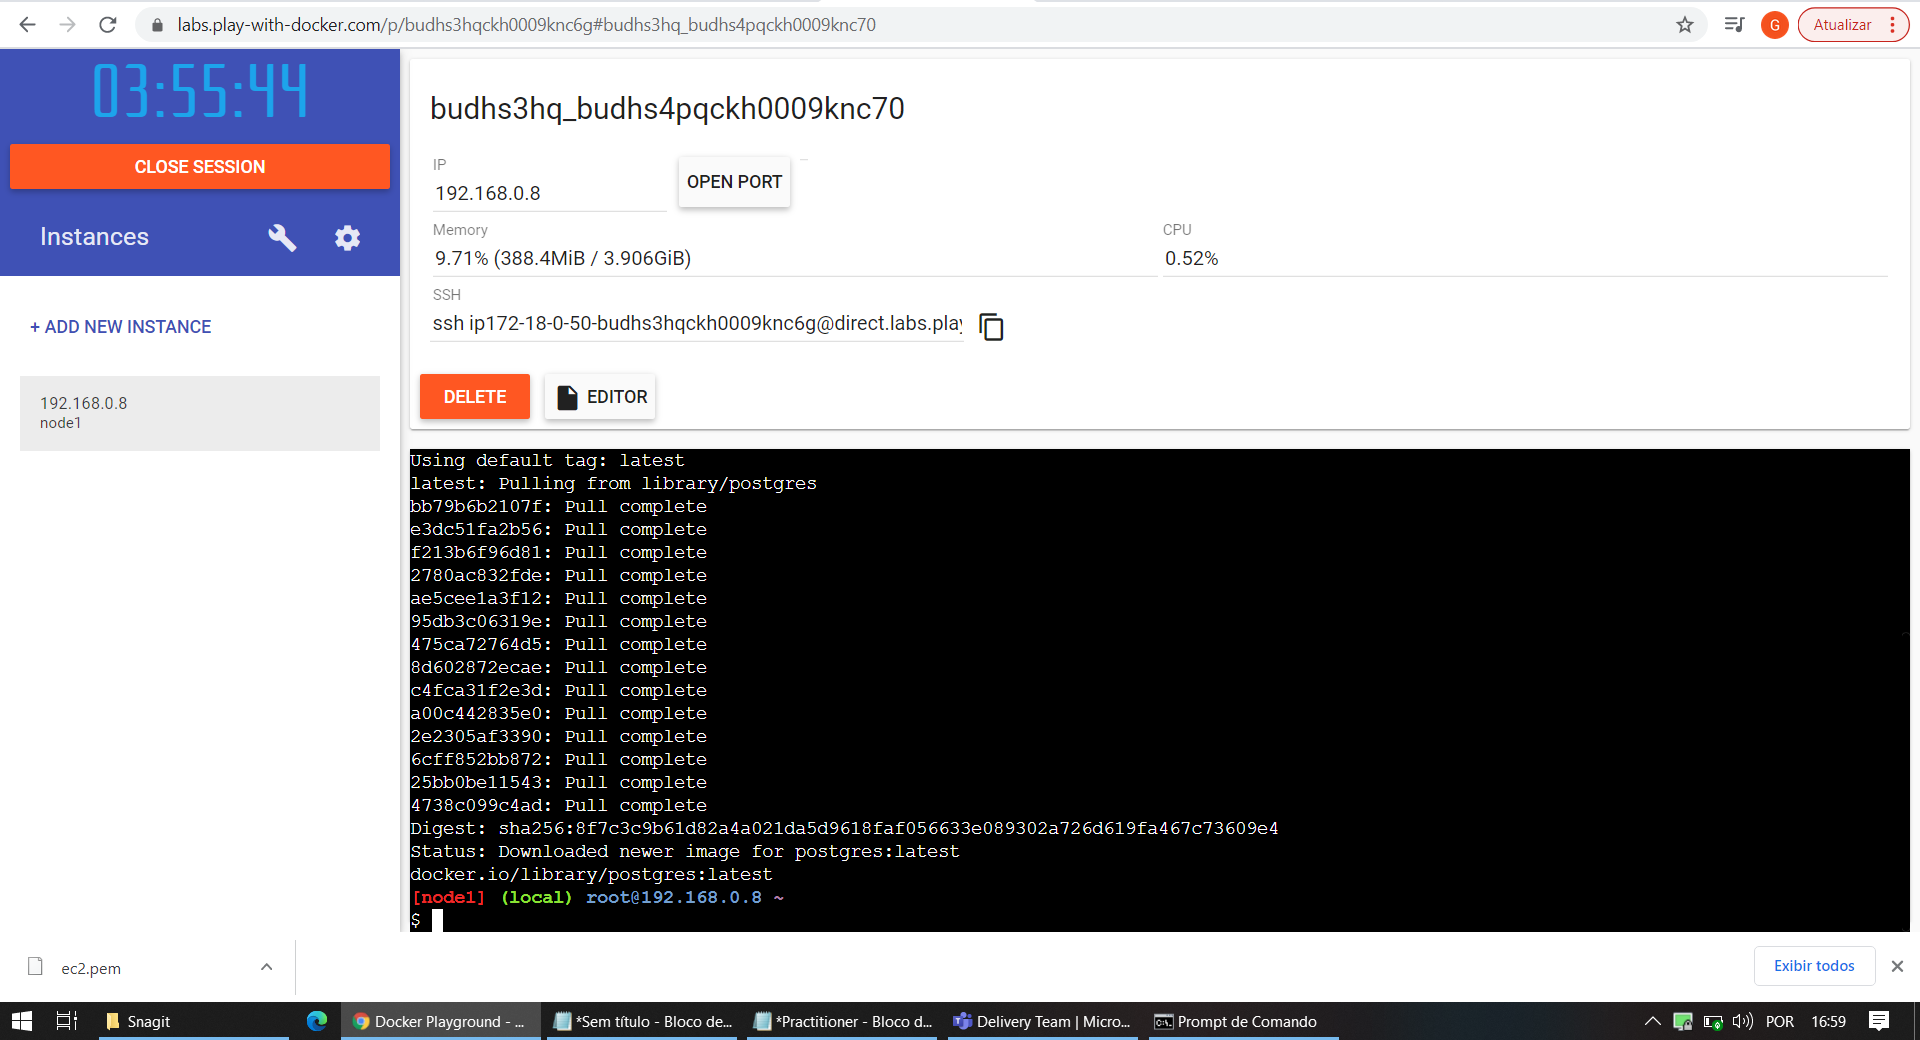 labs.play-with-docker.com/p/budhs3hqckh0009knc6g#budhs3hq_budhs4pqckh0009knc70
G
Atualizar
03:55:44
CLOSE SESSION
Instances
+ ADD NEW INSTANCE
192.168.0.8
node1
budhs3hq_budhs4pqckh0009knc70
IP
192.168.0.8
OPEN PORT
Memory
9.71% (388.4MiB / 3.906GiB)
CPU
0.52%
SSH
ssh ip172-18-0-50-budhs3hqckh0009knc6g@direct.labs.play
DELETE
EDITOR
Using default tag: latest
latest: Pulling from library/postgres
bb79b6b2107f: Pull complete
e3dc51fa2b56: Pull complete
f213b6f96d81: Pull complete
2780ac832fde: Pull complete
ae5cee1a3f12: Pull complete
95db3c06319e: Pull complete
475ca72764d5: Pull complete
8d602872ecae: Pull complete
c4fca31f2e3d: Pull complete
a00c442835e0: Pull complete
2e2305af3390: Pull complete
6cff852bb872: Pull complete
25bb0be11543: Pull complete
4738c099c4ad: Pull complete
Digest: sha256:8f7c3c9b61d82a4a021da5d9618faf056633e089302a726d619fa467c73609e4
Status: Downloaded newer image for postgres:latest
docker.io/library/postgres:latest
[node1] (local) root@192.168.0.8 ~
$
ec2.pem
Exibir todos
Snagit
Docker Playground - ...
*Sem título - Bloco de...
*Practitioner - Bloco d...
Delivery Team | Micro...
Prompt de Comando
POR
16:59